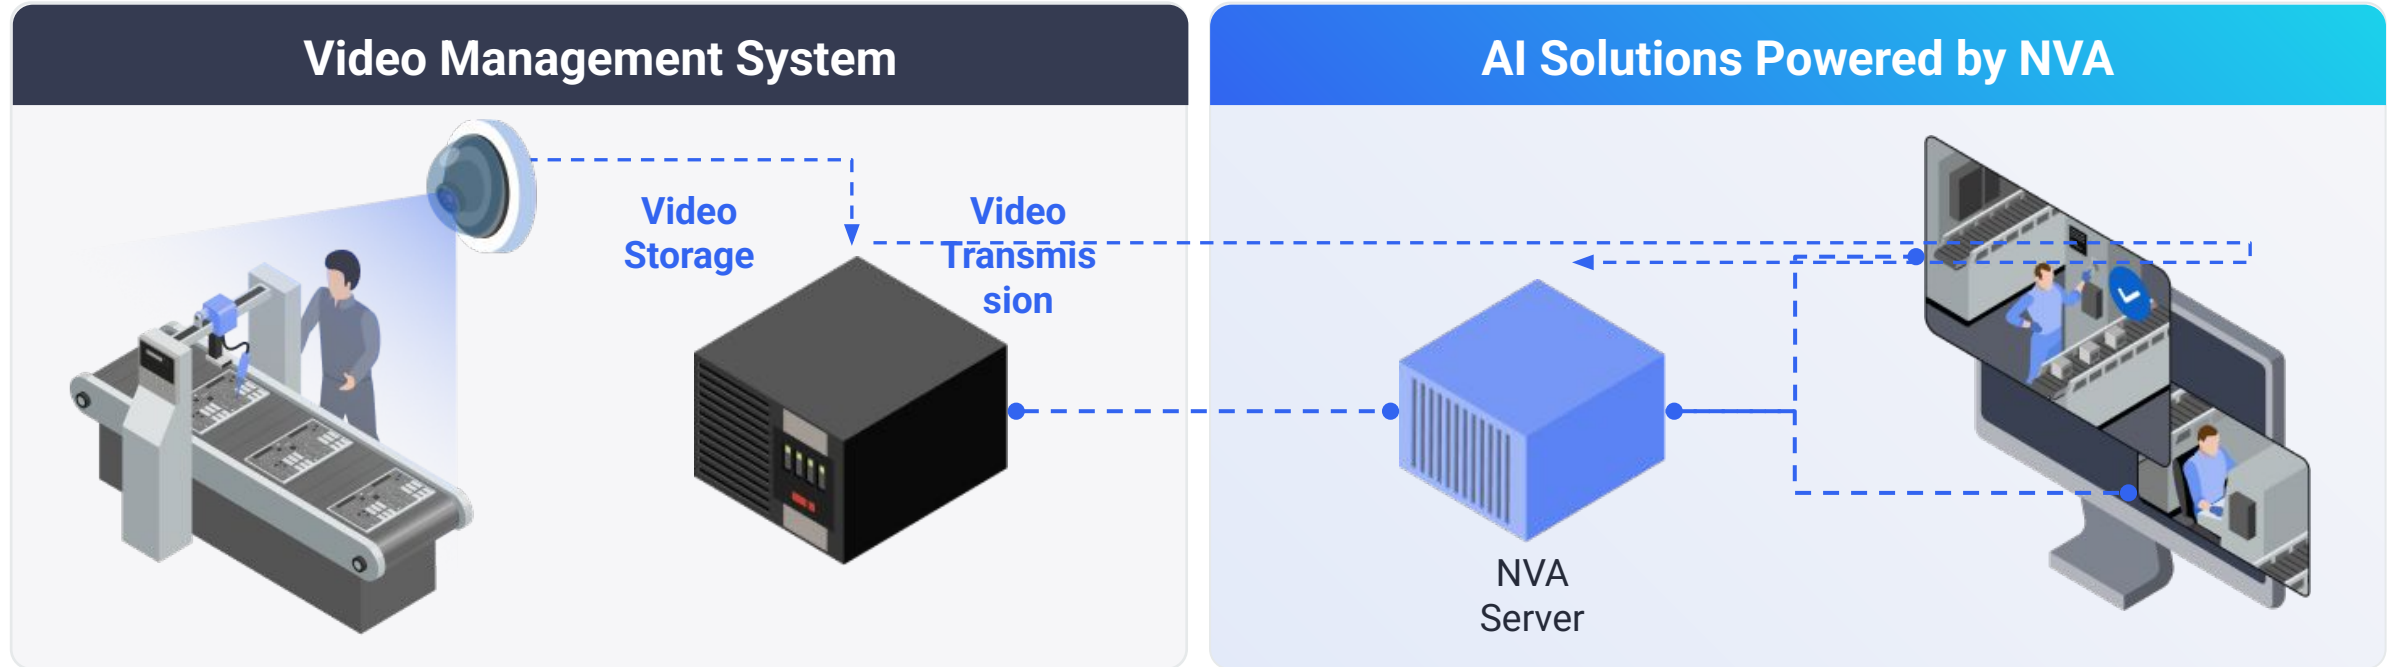 Video Management System
AI Solutions Powered by NVA
Video
Storage
Video
Transmis
sion
NVA
Server